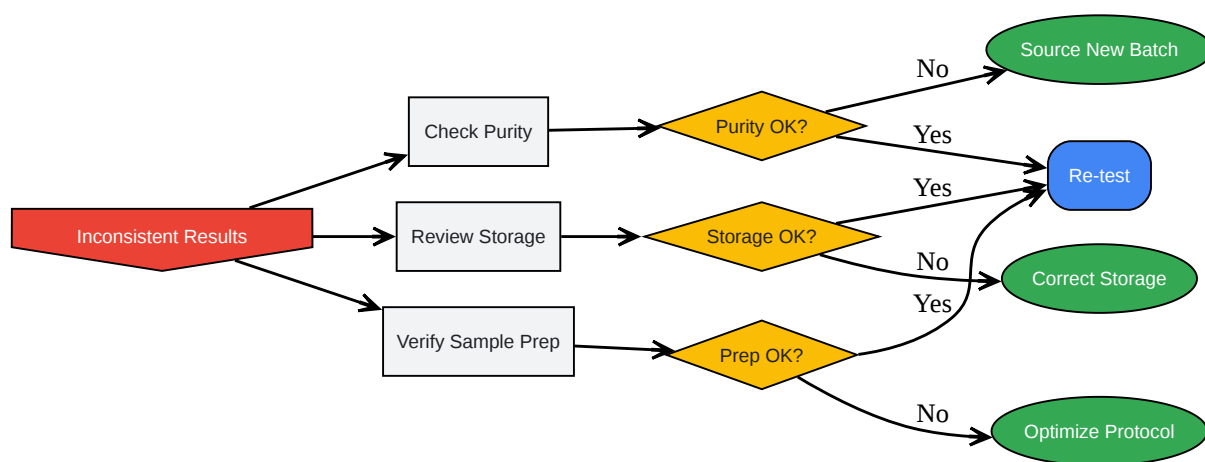 Source New Batch
No
Check Purity
Purity OK?
Yes
Re-test
Yes
Inconsistent Results
Review Storage
Storage OK?
No
Correct Storage
Yes
Verify Sample Prep
Prep OK?
No
Optimize Protocol